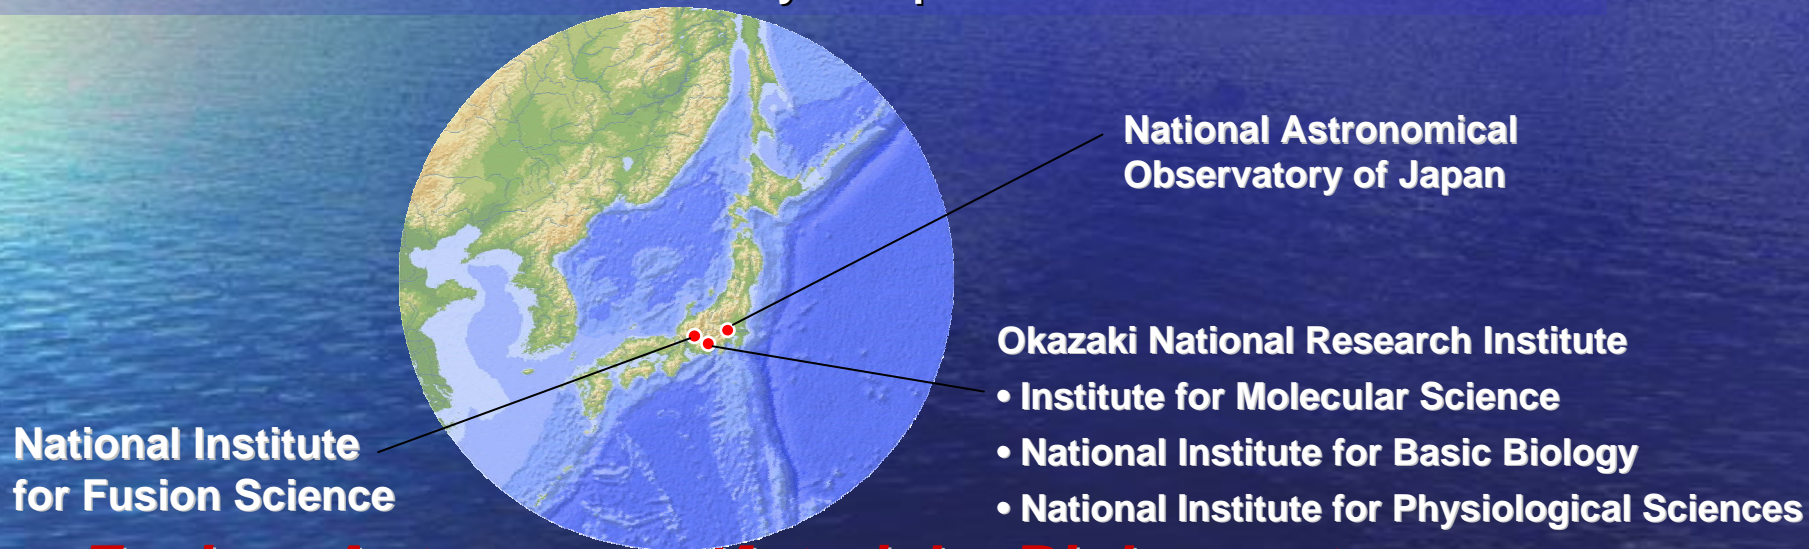 National Astronomical
Observatory of Japan
Okazaki National Research Institute
• Institute for Molecular Science
• National Institute for Basic Biology
• National Institute for Physiological Sciences
National Institute
for Fusion Science